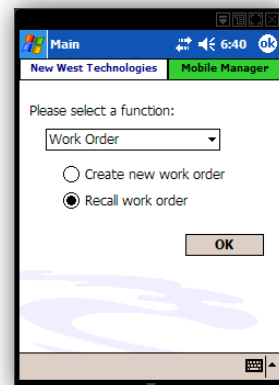 Main 6:40 ok
New West Technologies Mobile Manager
Please select a function:
Work Order
Create new work order
Recall work order
OK